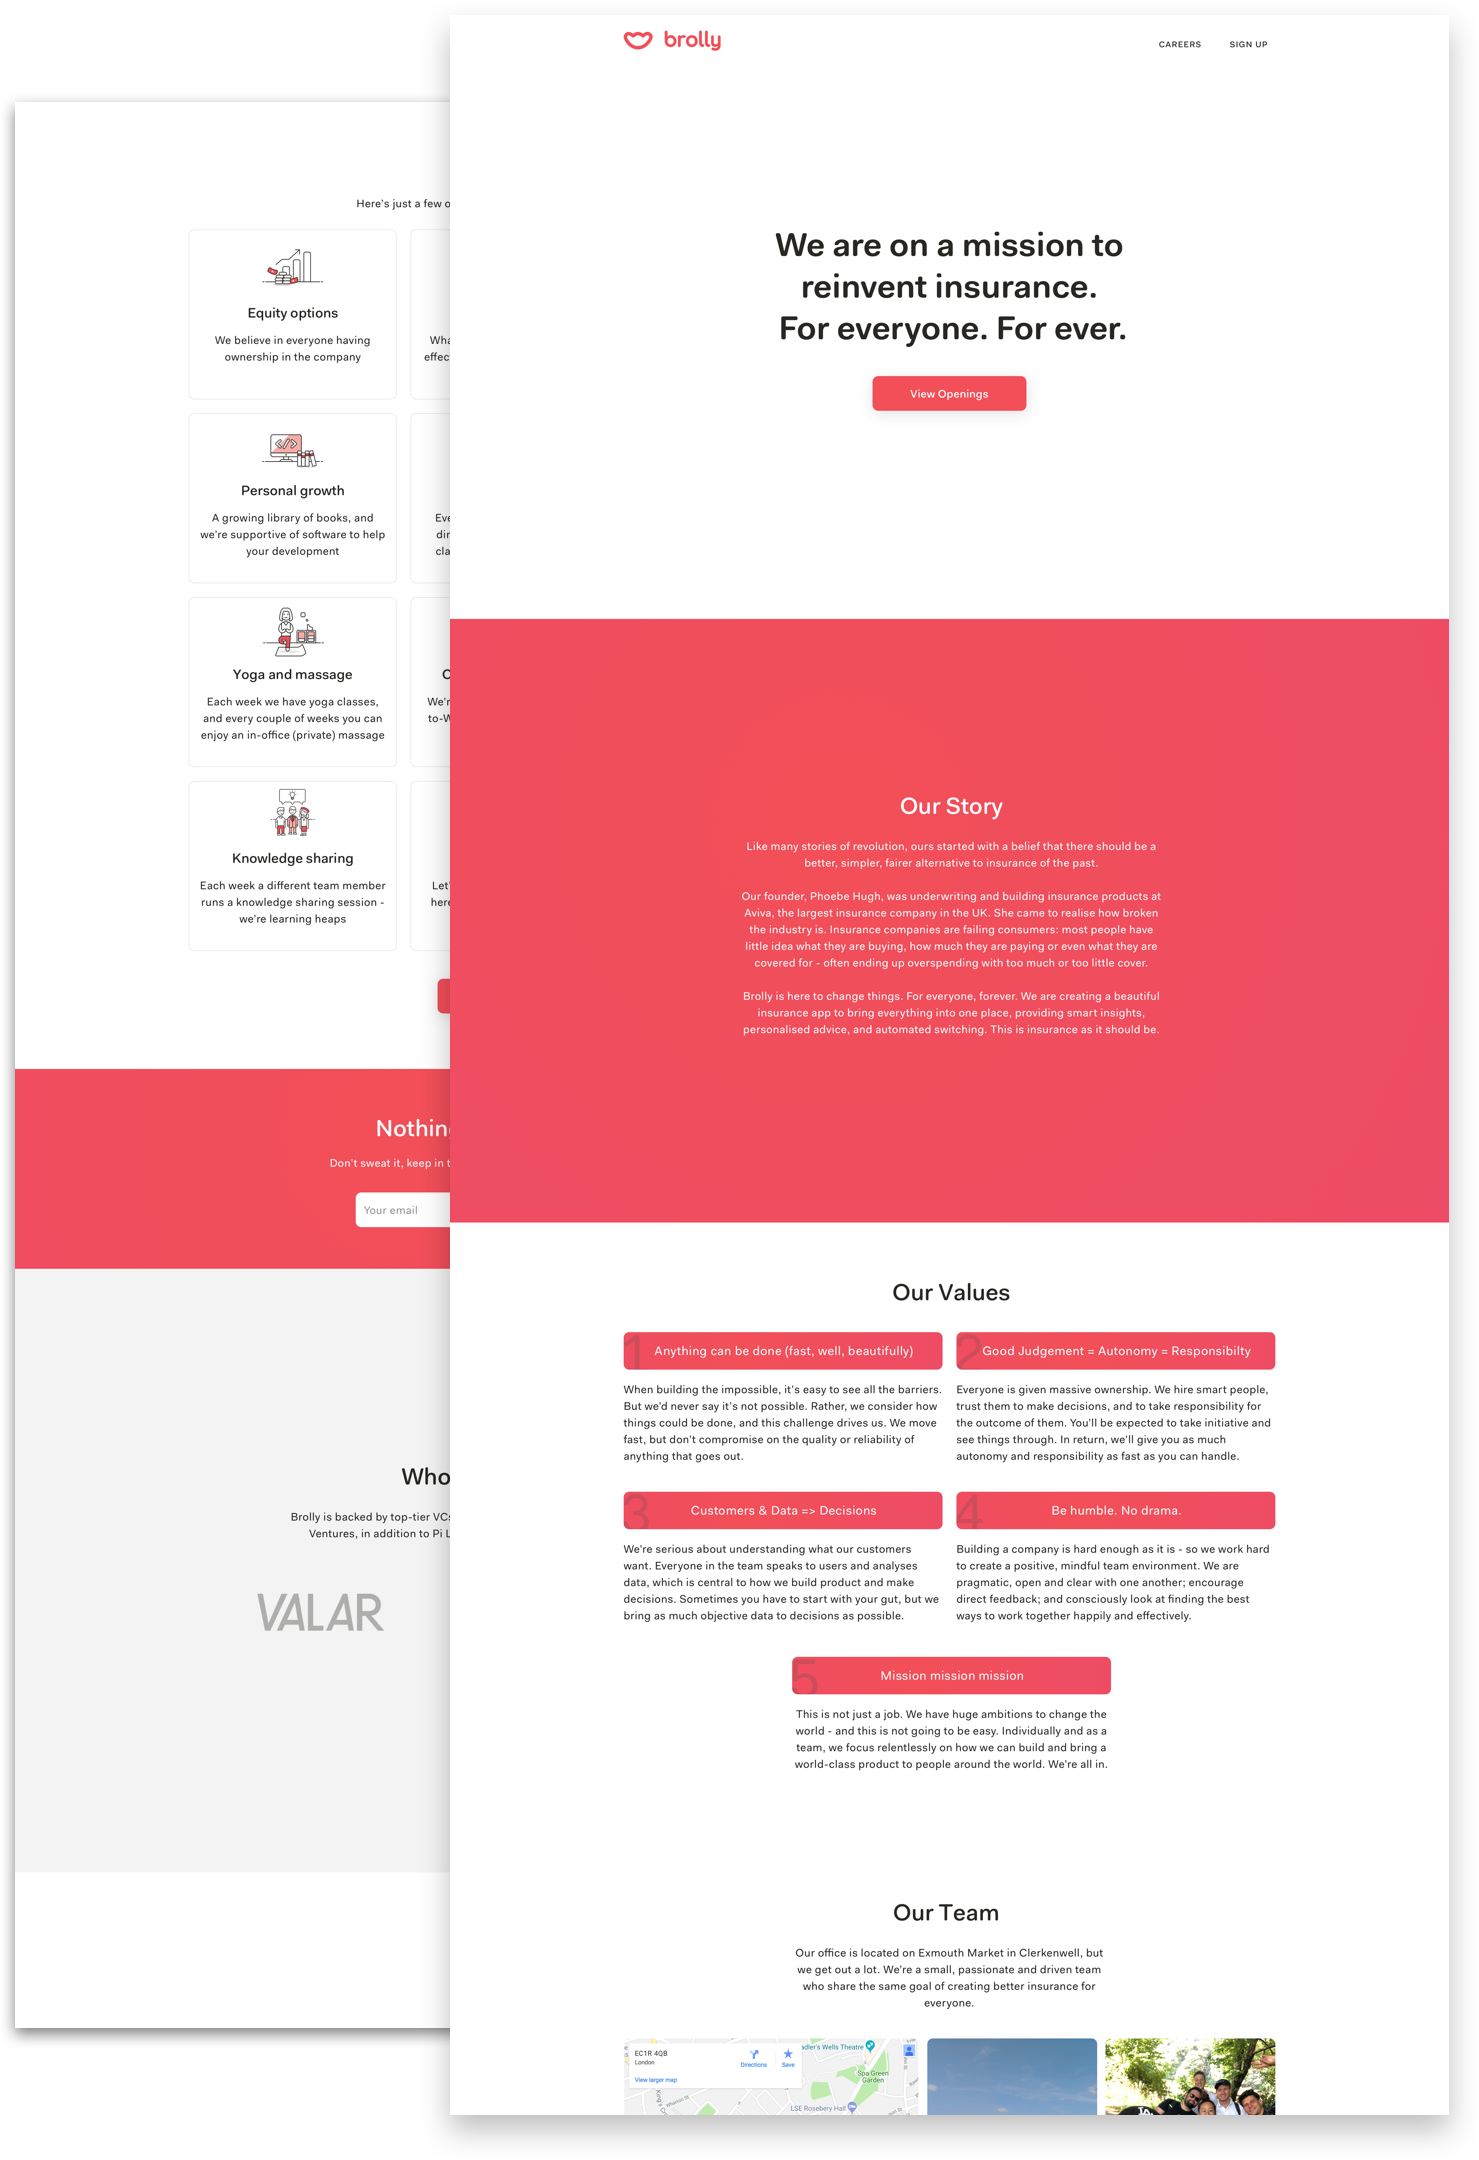 brolly
CAREERS
SIGN UP
We are on a mission to
reinvent insurance.
For everyone. For ever.
View Openings
Our Story
Like many stories of revolution, ours started with a belief that there should be a
better, simpler, fairer alternative to insurance of the past.
Our founder, Phoebe Hugh, was underwriting and building insurance products at
Aviva, the largest insurance company in the UK. She came to realise how broken
the industry is. Insurance companies are failing consumers: most people have
little idea what they are buying, how much they are paying or even what they are
covered for - often ending up overspending with too much or too little cover.
Brolly is here to change things. For everyone, forever. We are creating a beautiful
insurance app to bring everything into one place, providing smart insights,
personalised advice, and automated switching. This is insurance as it should be.
Our Values
1
Anything can be done (fast, well, beautifully)
When building the impossible, it's easy to see all the barriers.
But we'd never say it's not possible. Rather, we consider how
things could be done, and this challenge drives us. We move
fast, but don't compromise on the quality or reliability of
anything that goes out.
2
Good Judgement = Autonomy = Responsibilty
Everyone is given massive ownership. We hire smart people,
trust them to make decisions, and to take responsibility for
the outcome of them. You'll be expected to take initiative and
see things through. In return, we'll give you as much
autonomy and responsibility as fast as you can handle.
3
Customers & Data => Decisions
We're serious about understanding what our customers
want. Everyone in the team speaks to users and analyses
data, which is central to how we build product and make
decisions. Sometimes you have to start with your gut, but we
bring as much objective data to decisions as possible.
4
Be humble. No drama.
Building a company is hard enough as it is - so we work hard
to create a positive, mindful team environment. We are
pragmatic, open and clear with one another; encourage
direct feedback; and consciously look at finding the best
ways to work together happily and effectively.
5
Mission mission mission
This is not just a job. We have huge ambitions to change the
world - and this is not going to be easy. Individually and as a
team, we focus relentlessly on how we can build and bring a
world-class product to people around the world. We're all in.
Our Team
Our office is located on Exmouth Market in Clerkenwell, but
we get out a lot. We're a small, passionate and driven team
who share the same goal of creating better insurance for
everyone.
EC1R 4QB
London
Directions
Save
View larger map
adler's Wells Theatre
Spa Green
Garden
LSE Rosebery Hall
Here's just a few o
Equity options
We believe in everyone having
ownership in the company
Wha
effec
Personal growth
A growing library of books, and
we're supportive of software to help
your development
Eve
dir
cla
Yoga and massage
Each week we have yoga classes,
and every couple of weeks you can
enjoy an in-office (private) massage
We'r
to-W
Knowledge sharing
Each week a different team member
runs a knowledge sharing session -
we're learning heaps
Let'
here
Nothing
Don't sweat it, keep in t
Your email
Who
Brolly is backed by top-tier VCs
Ventures, in addition to Pi L
VALAR